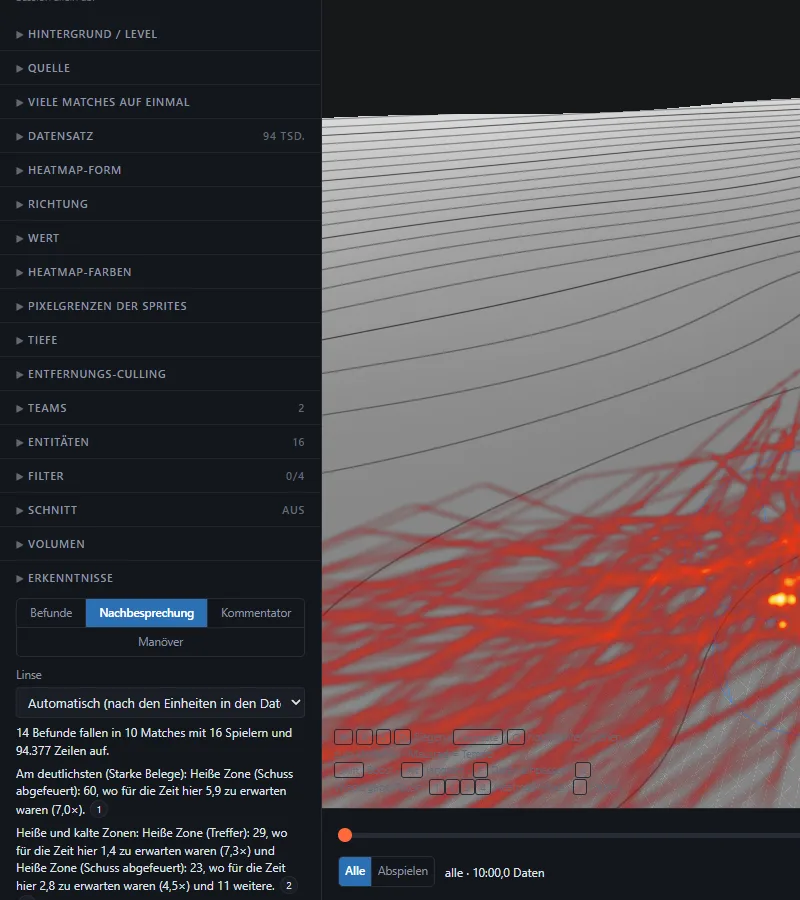 HINTERGRUND / LEVEL
QUELLE
VIELE MATCHES AUF EINMAL
DATENSATZ 94 TSD.
HEATMAP-FORM
RICHTUNG
WERT
HEATMAP-FARBEN
PIXELGRENZEN DER SPRITES
TIEFE
ENTFERNUNGS-CULLING
TEAMS 2
ENTITÄTEN 16
FILTER 0/4
SCHNITT AUS
VOLUMEN
ERKENNTNISSE
Befunde Nachbesprechung Kommentator
Manöver
Linse
Automatisch (nach den Einheiten in den Dat
14 Befunde fallen in 10 Matches mit 16 Spielern und
94.377 Zeilen auf.
Am deutlichsten (Starke Belege): Heiße Zone (Schuss
abgefeuert): 60, wo für die Zeit hier 5,9 zu erwarten
waren (7,0×). 1
Heiße und kalte Zonen: Heiße Zone (Treffer): 29, wo
für die Zeit hier 1,4 zu erwarten waren (7,3×) und
Heiße Zone (Schuss abgefeuert): 23, wo für die Zeit
hier 2,8 zu erwarten waren (4,5×) und 11 weitere. 2
Alle Abspielen alle · 10:00,0 Daten